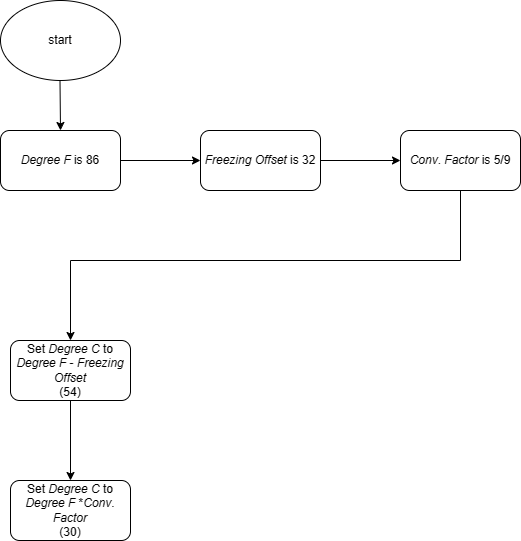 start
Degree F is 86
Freezing Offset is 32
Conv. Factor is 5/9
Set Degree C to
Degree F - Freezing
Offset
(54)
Set Degree C to
Degree F *Conv.
Factor
(30)